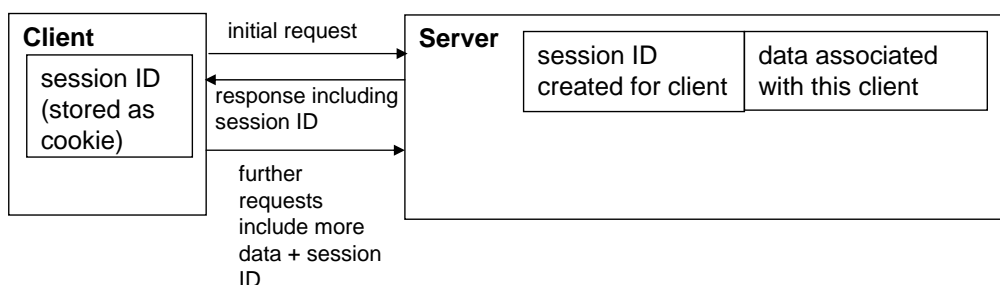 Client
session ID
(stored as
cookie)
initial request
response including
session ID
further
requests
include more
data + session
ID
Server
session ID
created for client
data associated
with this client